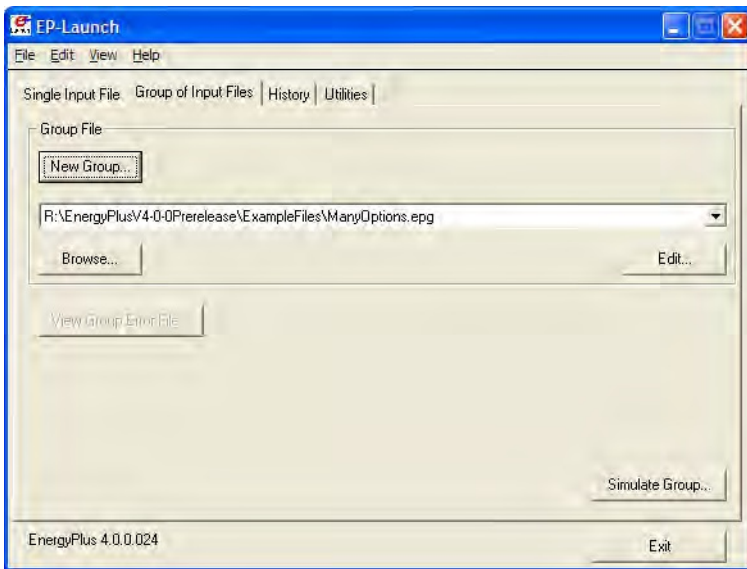 EP-Launch
File Edit View Help
Single Input File Group of Input Files History Utilities
Group File
New Group...
R:\EnergyPlusV4-0-0Prerelease\ExampleFiles\ManyOptions.epg
Browse... Edit...
View Group Error File
Simulate Group...
EnergyPlus 4.0.0.024 Exit